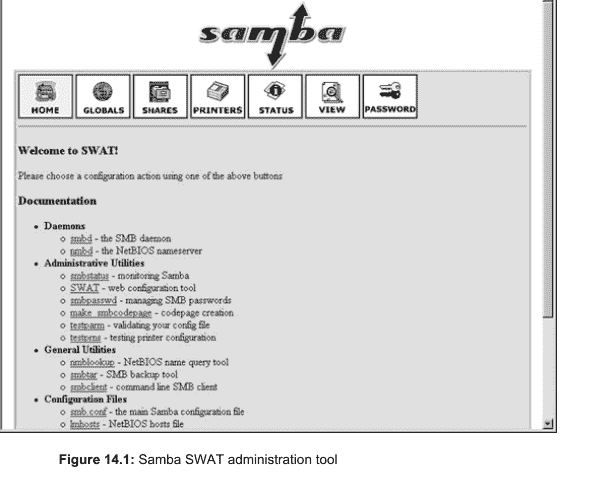 samba
HOME GLOBALS SHARES PRINTERS STATUS VIEW PASSWORD
Welcome to SWAT!
Please choose a configuration action using one of the above buttons
Documentation
• Daemons
o smbd - the SMB daemon
o nmbd - the NetBIOS nameserver
• Administrative Utilities
o smbstatus - monitoring Samba
o SWAT - web configuration tool
o smbpasswd - managing SMB passwords
o make_smbcodepage - codepage creation
o testparm - validating your config file
o testprns - testing printer configuration
• General Utilities
o nmblookup - NetBIOS name query tool
o smbtar - SMB backup tool
o smbclient - command line SMB client
• Configuration Files
o smb.conf - the main Samba configuration file
o lmhosts - NetBIOS hosts file
Figure 14.1: Samba SWAT administration tool